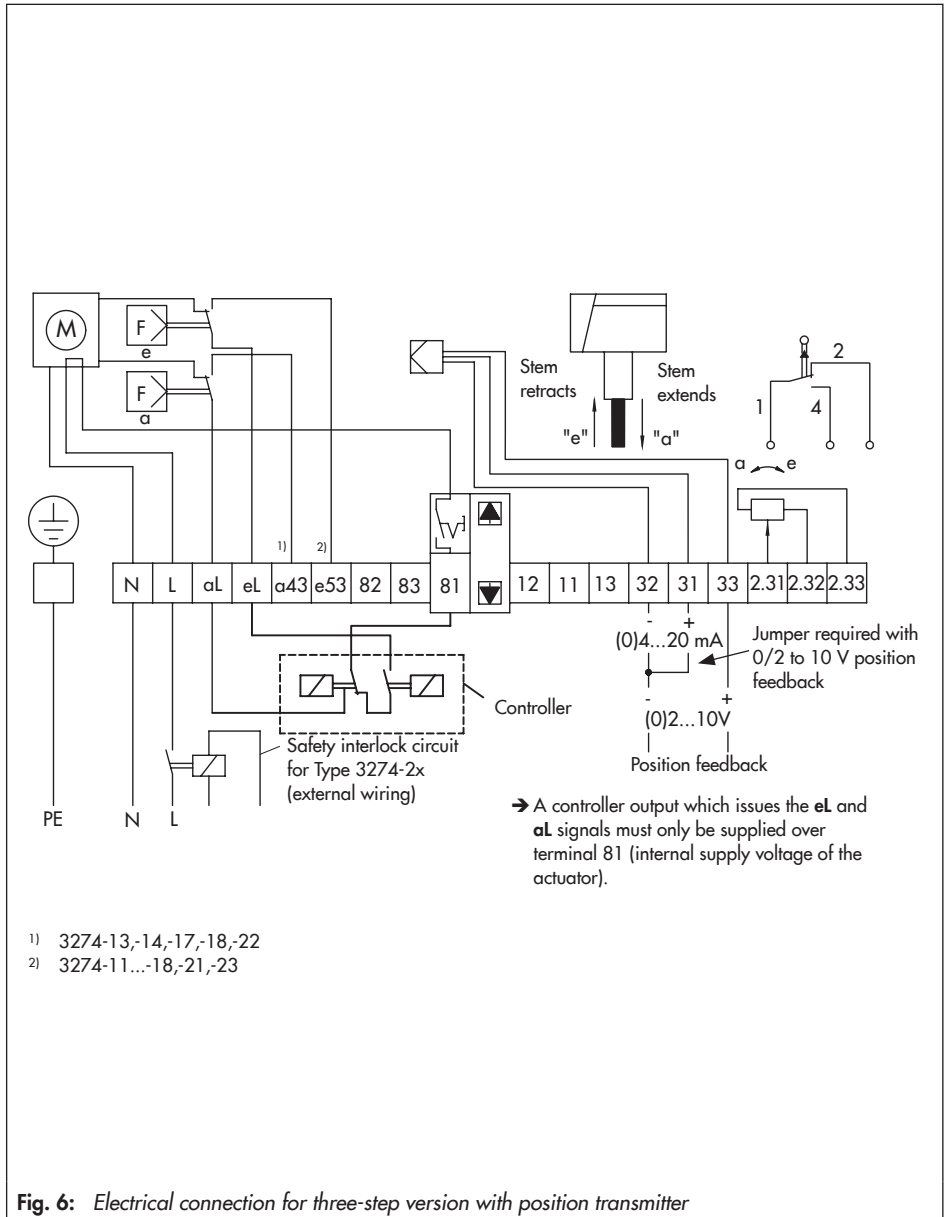 M
F
e
F
a
Stem
retracts
Stem
extends
"e"
"a"
2
1
4
a
e
1)
2)
N
L
aL
eL
a43
e53
82
83
81
12
11
13
32
31
33
2.31
2.32
2.33
- +
(0)4...20 mA
Jumper required with
0/2 to 10 V position
feedback
- +
(0)2...10V
Position feedback
Controller
Safety interlock circuit
for Type 3274-2x
(external wiring)
PE
N
L
➔ A controller output which issues the eL and
aL signals must only be supplied over
terminal 81 (internal supply voltage of the
actuator).
1) 3274-13,-14,-17,-18,-22
2) 3274-11...-18,-21,-23
Fig. 6: Electrical connection for three-step version with position transmitter